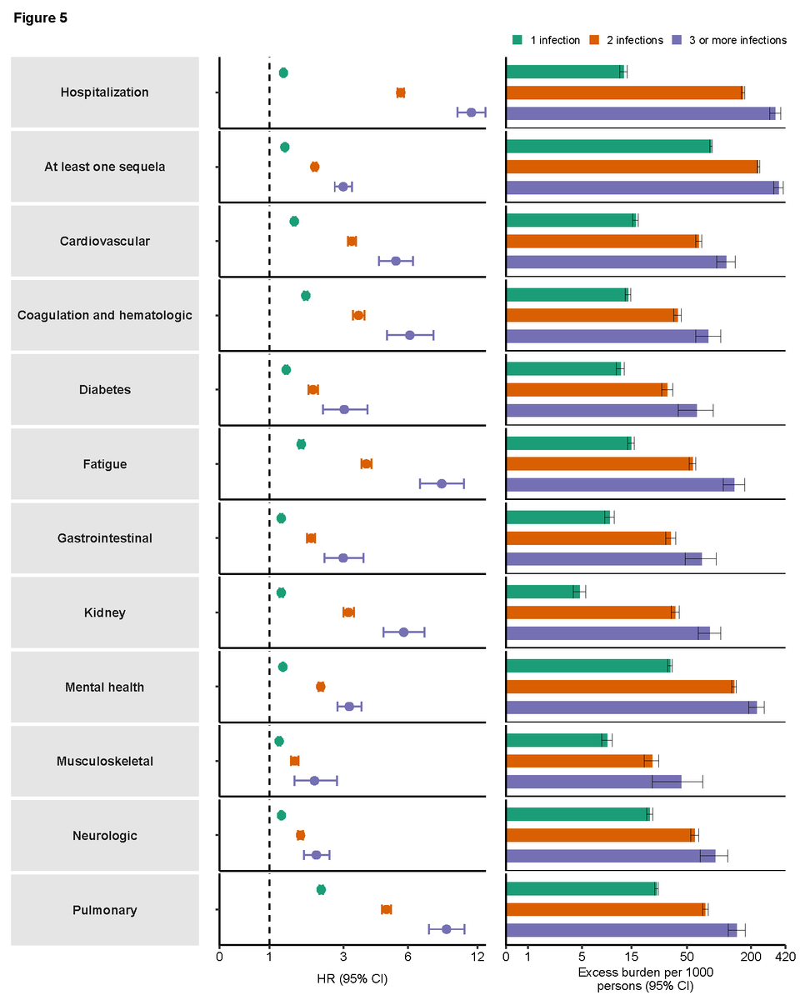 Figure 5
1 infection 2 infections 3 or more infections
Hospitalization
At least one sequela
Cardiovascular
Coagulation and hematologic
Diabetes
Fatigue
Gastrointestinal
Kidney
Mental health
Musculoskeletal
Neurologic
Pulmonary
0 1 3 6 12
HR (95% CI)
0 1 5 15 50 200 420
Excess burden per 1000
persons (95% CI)